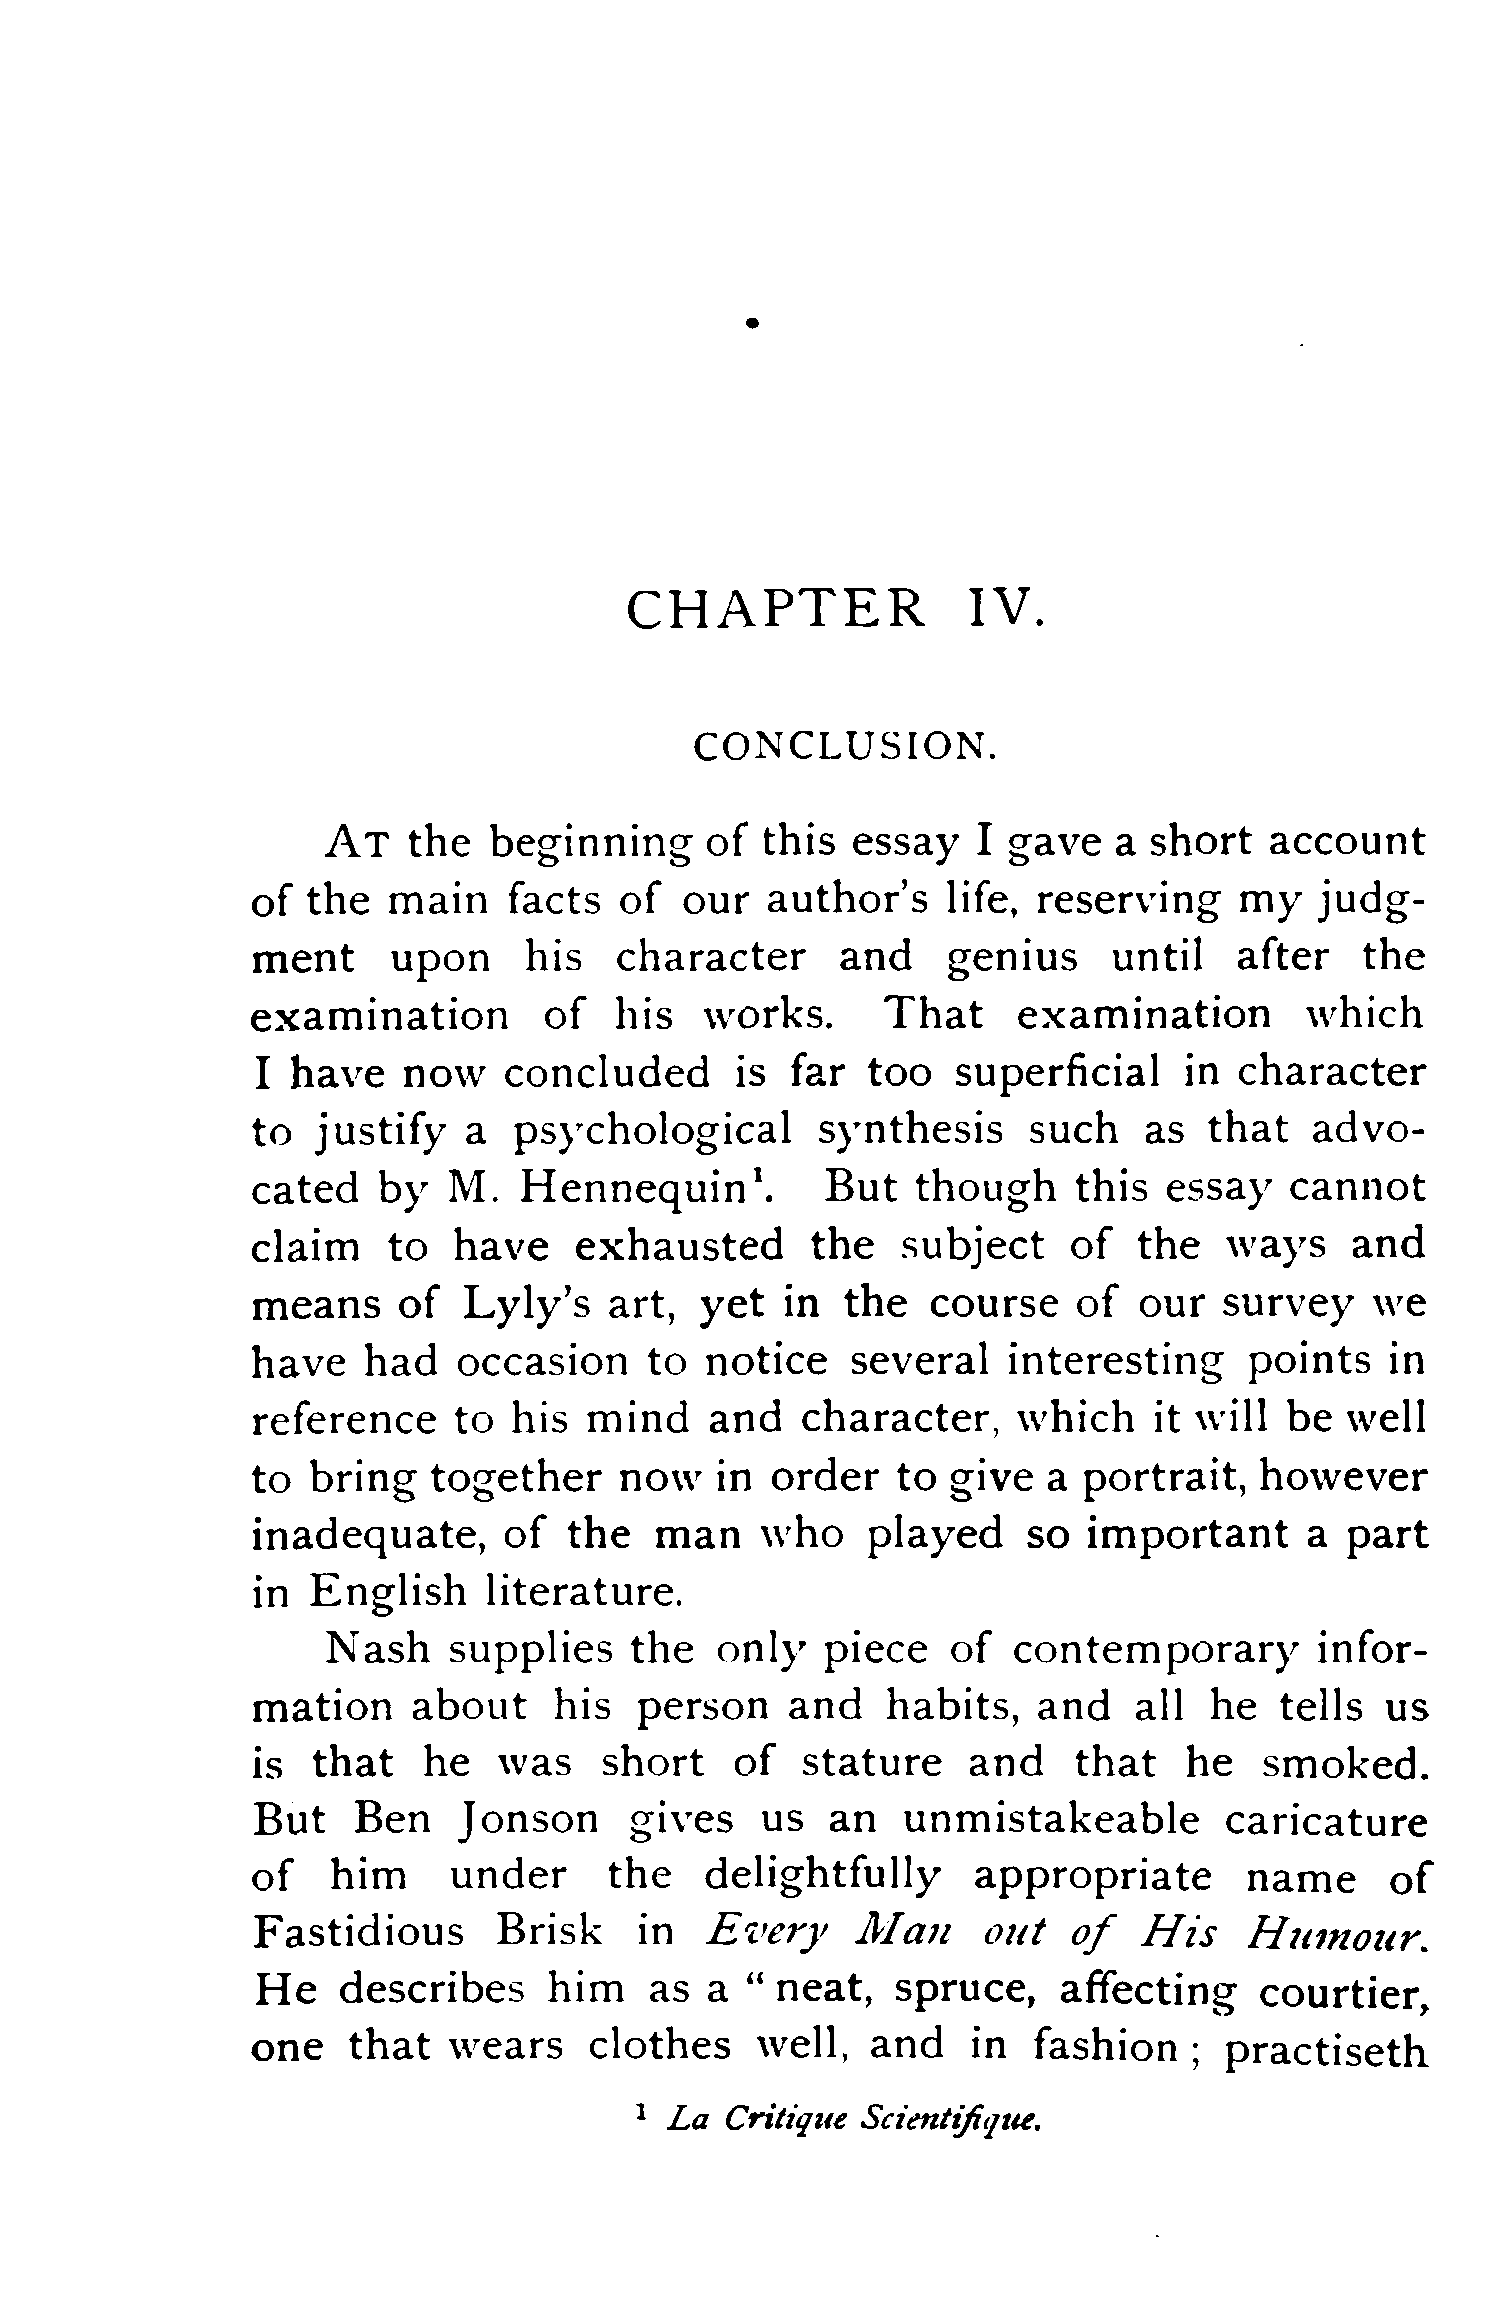 CHAPTER IV.
CONCLUSION.
AT the beginning of this essay I gave a short account
of the main facts of our author's life, reserving my judg-
ment upon his character and genius until after the
examination of his works. That examination which
I have now concluded is far too superficial in character
to justify a psychological synthesis such as that advo-
cated by M. Hennequin¹. But though this essay cannot
claim to have exhausted the subject of the ways and
means of Lyly's art, yet in the course of our survey we
have had occasion to notice several interesting points in
reference to his mind and character, which it will be well
to bring together now in order to give a portrait, however
inadequate, of the man who played so important a part
in English literature.
Nash supplies the only piece of contemporary infor-
mation about his person and habits, and all he tells us
is that he was short of stature and that he smoked.
But Ben Jonson gives us an unmistakeable caricature
of him under the delightfully appropriate name of
Fastidious Brisk in Every Man out of His Humour.
He describes him as a " neat, spruce, affecting courtier,
one that wears clothes well, and in fashion ; practiseth
¹ La Critique Scientifique.